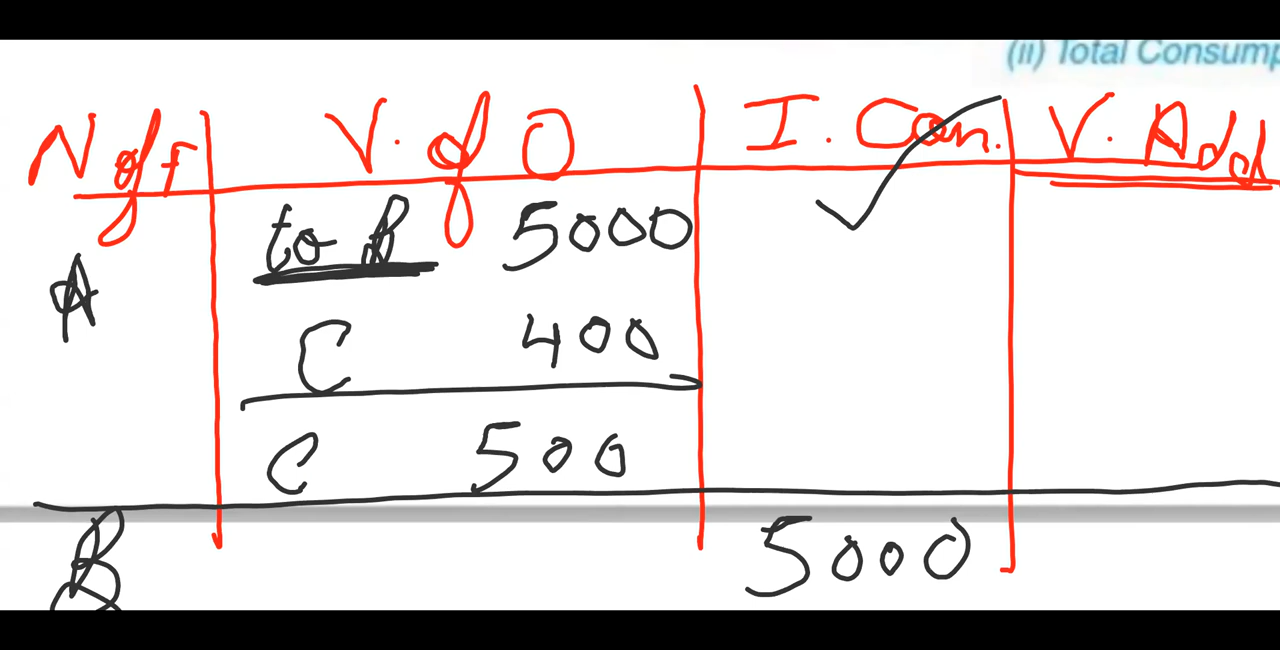 (ii) Total Consump
N of f V. of O I. Con. V. Add
to B 5000
A
C 400
C 500
B 5000